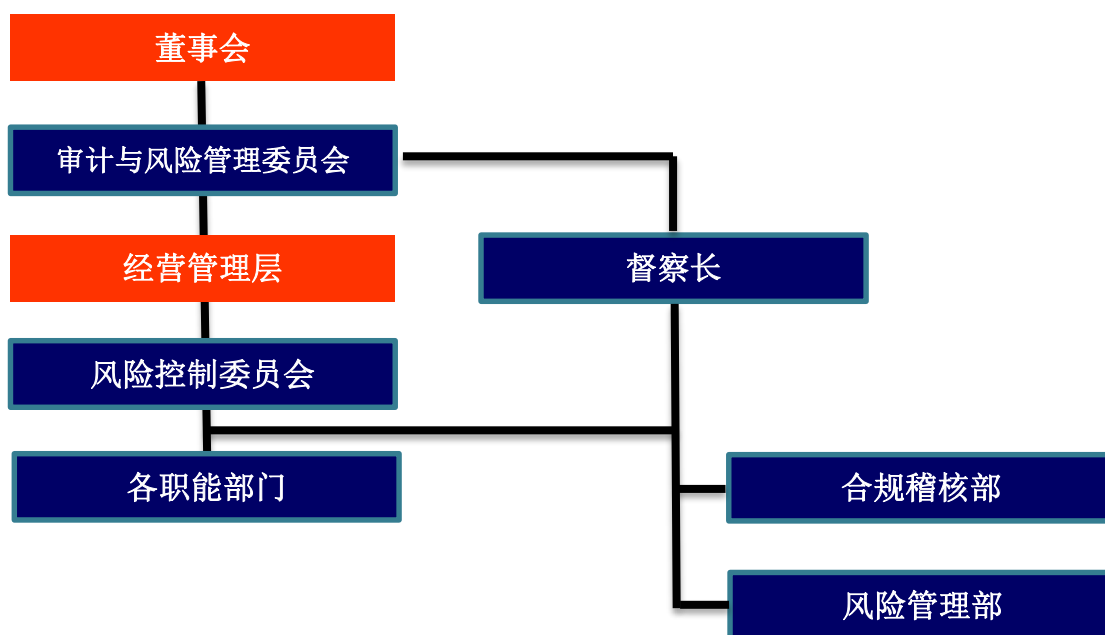 董事会
审计与风险管理委员会
经营管理层
督察长
风险控制委员会
各职能部门
合规稽核部
风险管理部